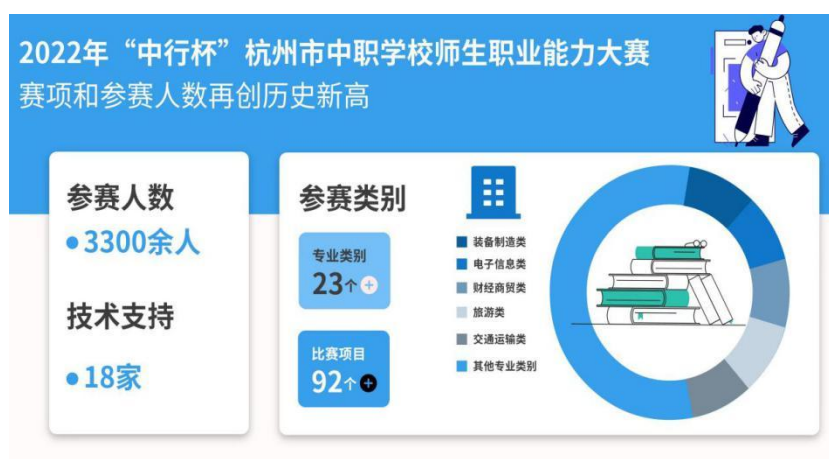 2022年“中行杯”杭州市中职学校师生职业能力大赛
赛项和参赛人数再创历史新高
参赛人数
3300余人
技术支持
18家
参赛类别
专业类别
23个
比赛项目
92个
装备制造类
电子信息类
财经商贸类
旅游类
交通运输类
其他专业类别